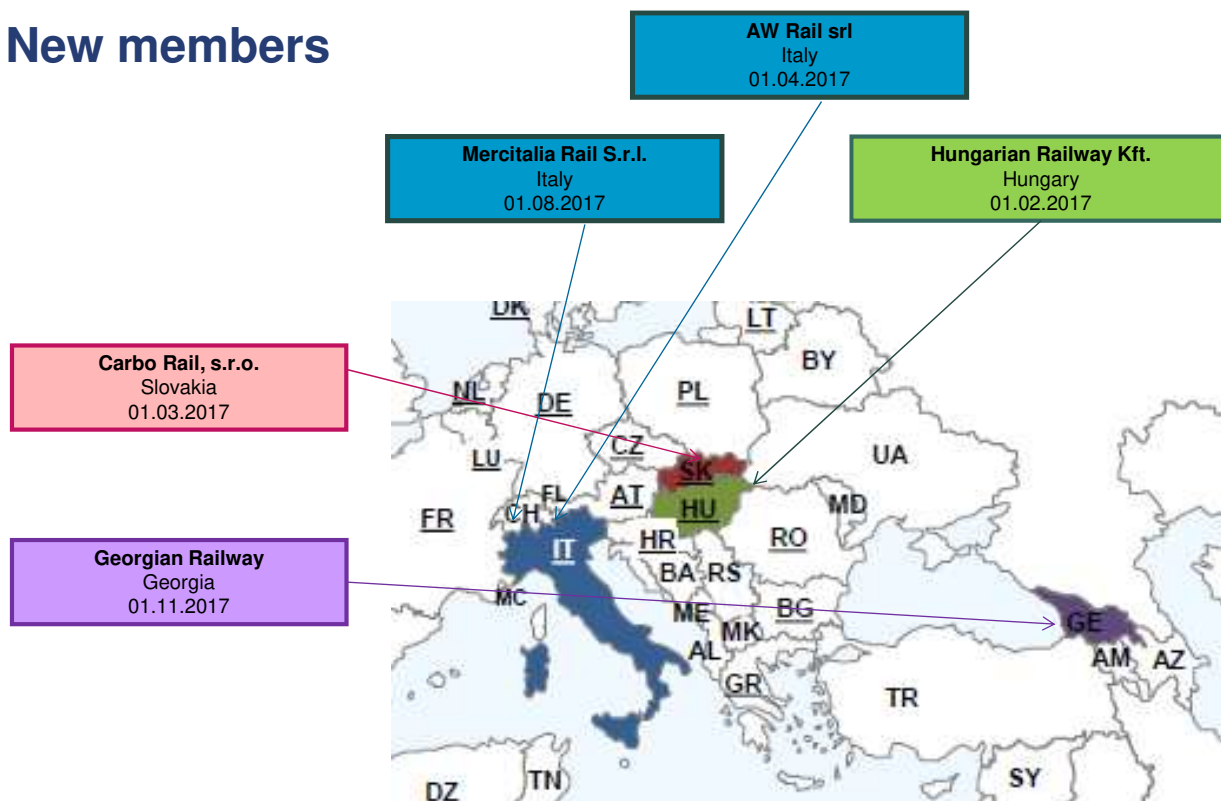 New members
AW Rail srl
Italy
01.04.2017
Mercitalia Rail S.r.l.
Italy
01.08.2017
Hungarian Railway Kft.
Hungary
01.02.2017
Carbo Rail, s.r.o.
Slovakia
01.03.2017
Georgian Railway
Georgia
01.11.2017
DK
LT
BY
NL
DE
PL
CZ
UA
LU
SK
FL
AT
HU
MD
FR
CH
IT
HR
RO
BA
RS
MC
ME
BG
MK
GE
AL
AM
AZ
GR
TR
TN
SY
DZ